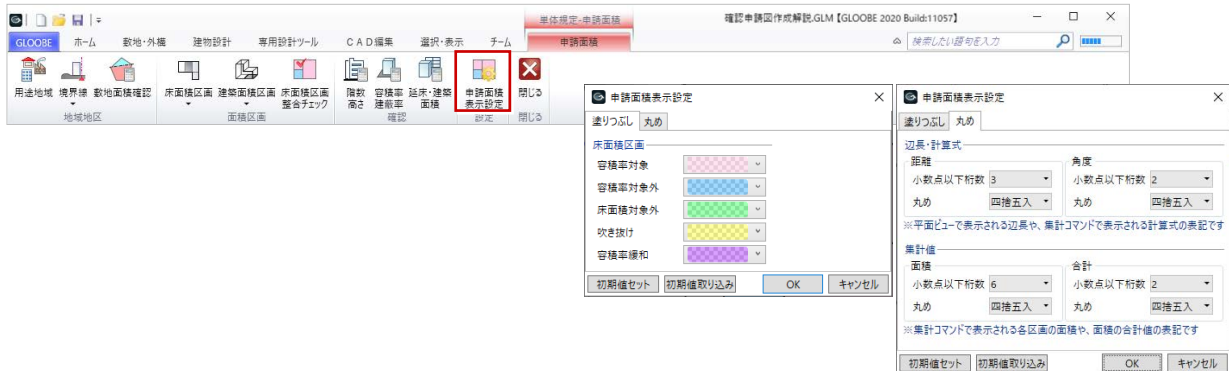 単体規定-申請面積
確認申請図作成解説.GLM【GLOOBE 2020 Build:11057】
GLOOBE ホーム 敷地・外構 建物設計 専用設計ツール CAD編集 選択・表示 チーム 申請面積
検索したい語句を入力
用途地域 境界線 敷地面積確認 床面積区画 建築面積区画 床面積区画 階数 容積率 延床・建築 申請面積 閉じる
整合チェック 高さ 建蔽率 面積 表示設定
地域地区 面積区画 確認 設定 閉じる
申請面積表示設定
塗りつぶし 丸め
床面積区画
容積率対象
容積率対象外
床面積対象外
吹き抜け
容積率緩和
初期値セット 初期値取り込み OK キャンセル
申請面積表示設定
塗りつぶし 丸め
辺長・計算式
距離 角度
小数点以下桁数 3 小数点以下桁数 2
丸め 四捨五入 丸め 四捨五入
※平面ビューで表示される辺長や、集計コマンドで表示される計算式の表記です
集計値
面積 合計
小数点以下桁数 6 小数点以下桁数 2
丸め 四捨五入 丸め 四捨五入
※集計コマンドで表示される各区画の面積や、面積の合計値の表記です
初期値セット 初期値取り込み OK キャンセル